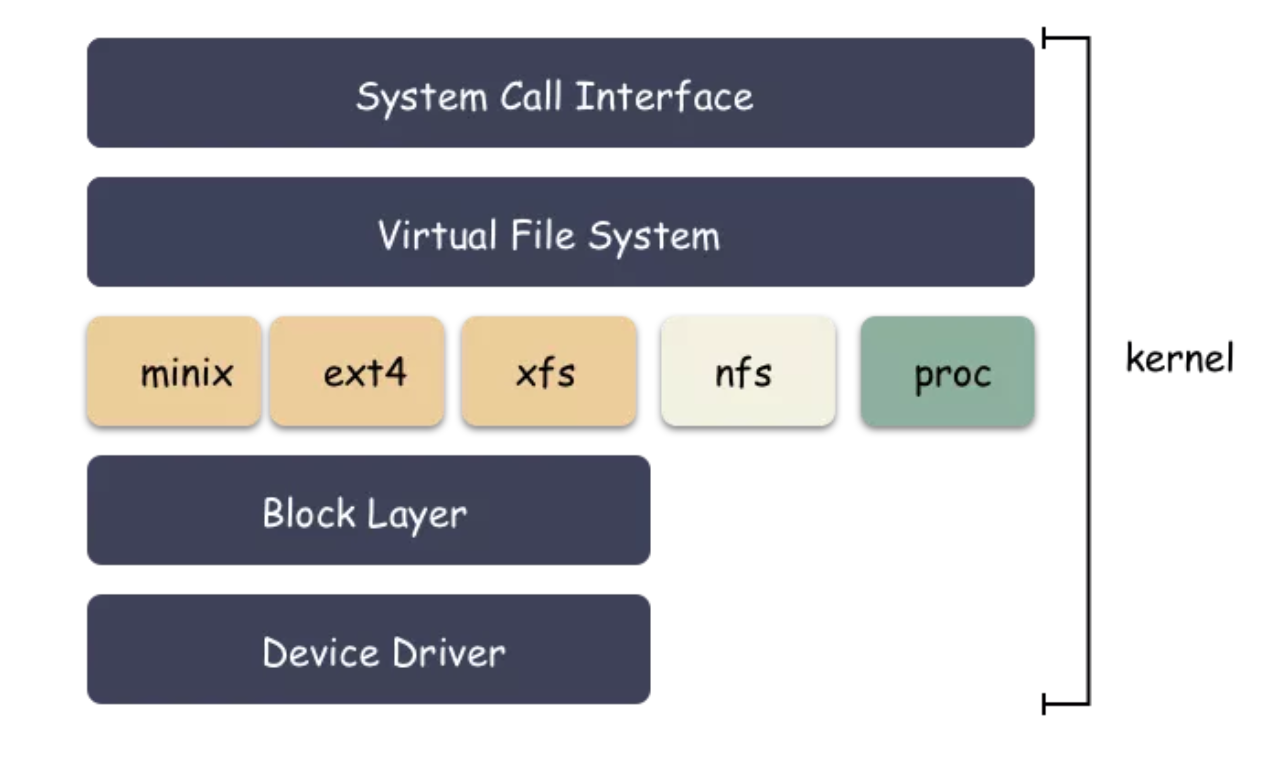 System Call Interface
Virtual File System
minix ext4 xfs nfs proc
kernel
Block Layer
Device Driver